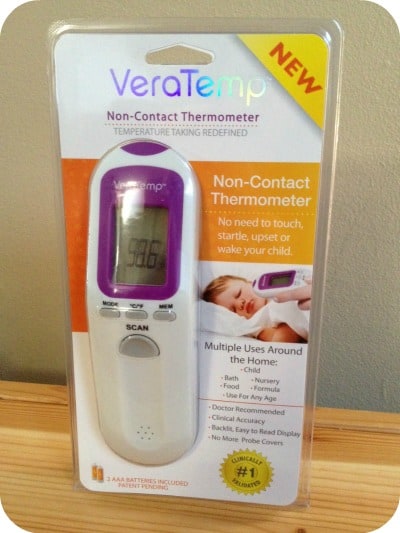 NEW
VeraTemp™
Non-Contact Thermometer
TEMPERATURE TAKING REDEFINED
VeraTemp™
98.6
MODE °C/°F MEM
SCAN
Non-Contact
Thermometer
No need to touch,
startle, upset or
wake your child.
Multiple Uses Around
the Home:
· Child
· Bath · Nursery
· Food · Formula
· Use For Any Age
· Doctor Recommended
· Clinical Accuracy
· Backlit, Easy to Read Display
· No More Probe Covers
CLINICALLY
#1
VALIDATED
2 AAA BATTERIES INCLUDED
PATENT PENDING